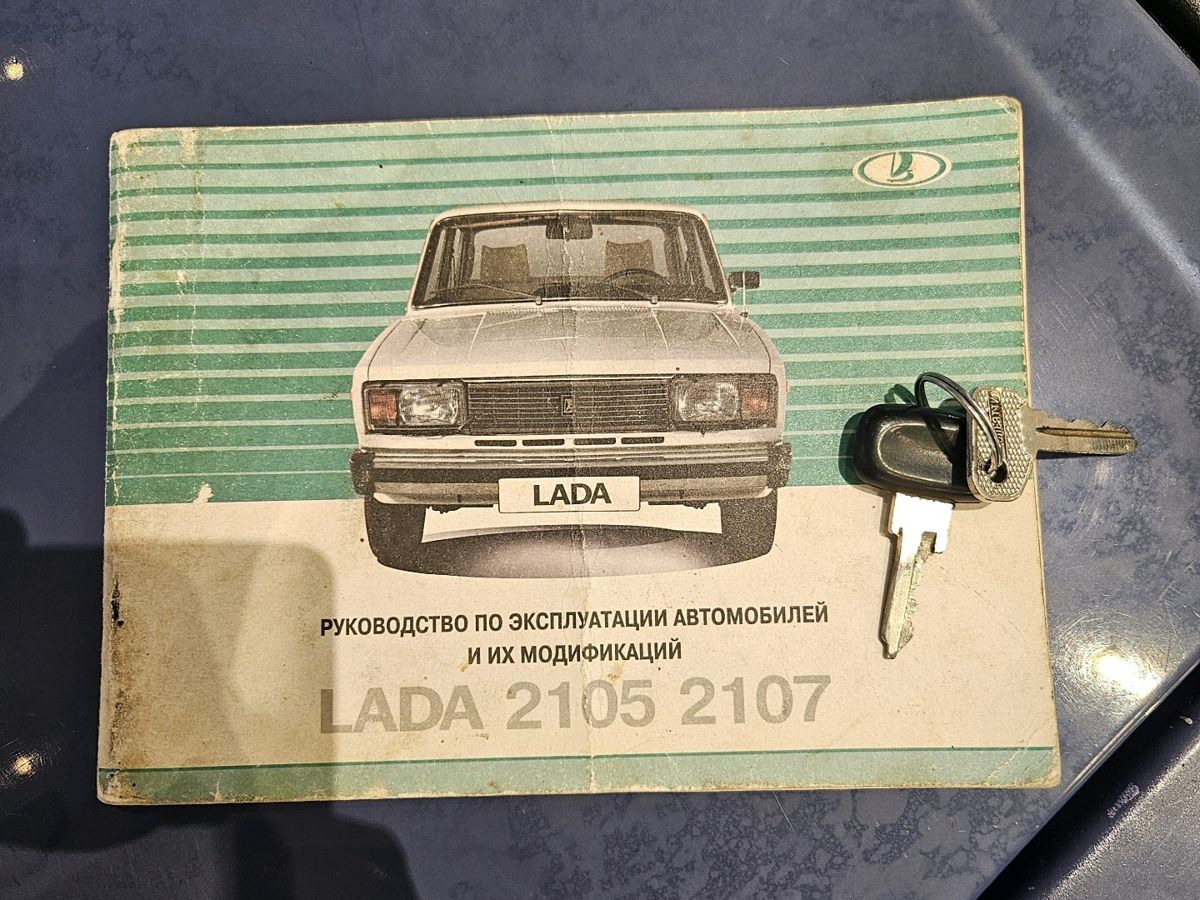 LADA
РУКОВОДСТВО ПО ЭКСПЛУАТАЦИИ АВТОМОБИЛЕЙ
И ИХ МОДИФИКАЦИЙ
LADA 2105 2107